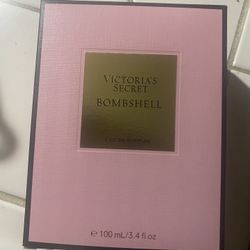 VICTORIA'S
SECRET
BOMBSHELL
EAU DE PARFUM
℮ 100 mL/3.4 fl oz